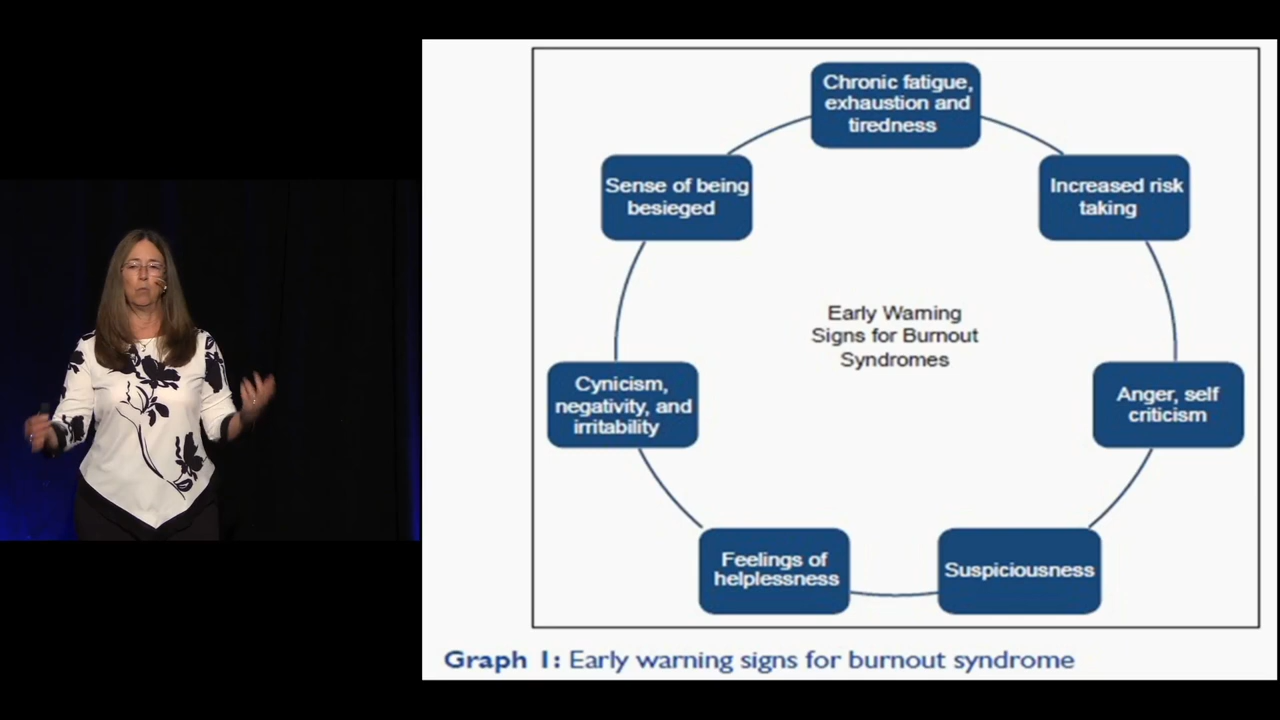 Chronic fatigue,
exhaustion and
tiredness
Sense of being
besieged
Increased risk
taking
Early Warning
Signs for Burnout
Syndromes
Cynicism,
negativity, and
irritability
Anger, self
criticism
Feelings of
helplessness
Suspiciousness
Graph 1: Early warning signs for burnout syndrome